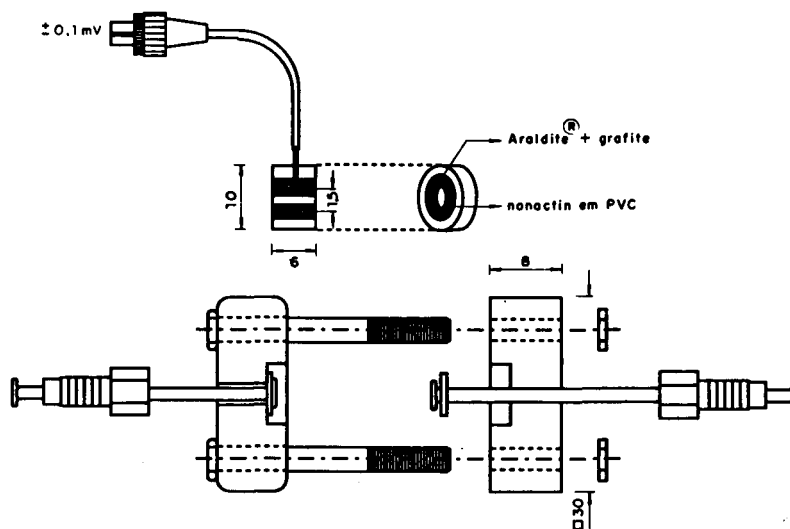 ±0,1mV
Araldite® + grafite
10
1,5
nonactin em PVC
6
8
□30